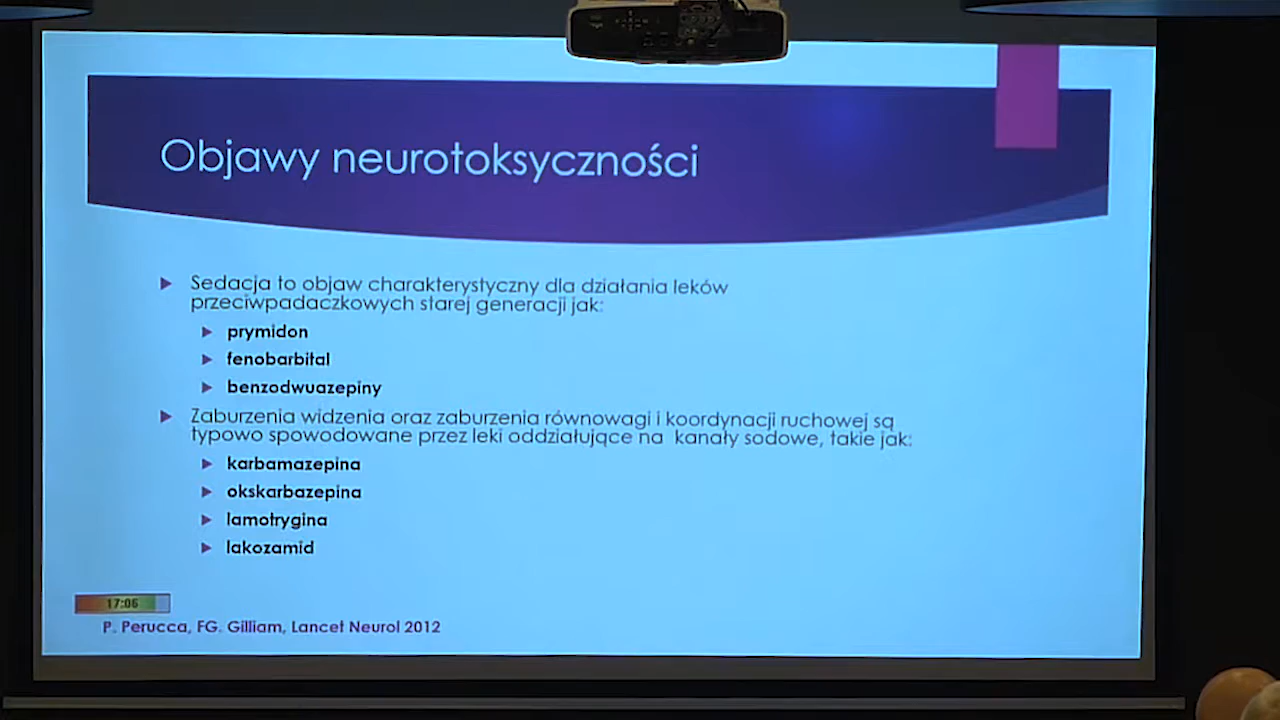 Objawy neurotoksyczności
Sedacja to objaw charakterystyczny dla działania leków
przeciwpadaczkowych starej generacji jak:
prymidon
fenobarbital
benzodwuazepiny
Zaburzenia widzenia oraz zaburzenia równowagi i koordynacji ruchowej są
typowo spowodowane przez leki oddziałujące na kanały sodowe, takie jak:
karbamazepina
okskarbazepina
lamotrygina
lakozamid
17:06
P. Perucca, FG. Gilliam, Lancet Neurol 2012